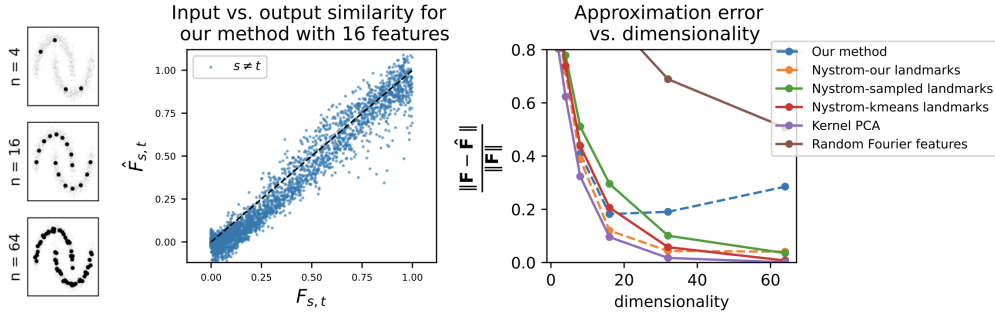 n = 4
n = 16
n = 64
Input vs. output similarity for
our method with 16 features
s ≠ t
1.00
0.75
0.50
0.25
0.00
F̂s, t
0.00 0.25 0.50 0.75 1.00
Fs, t
Approximation error
vs. dimensionality
‖F − F̂‖
‖F‖
0.8
0.6
0.4
0.2
0.0
0 20 40 60
dimensionality
Our method
Nystrom-our landmarks
Nystrom-sampled landmarks
Nystrom-kmeans landmarks
Kernel PCA
Random Fourier features